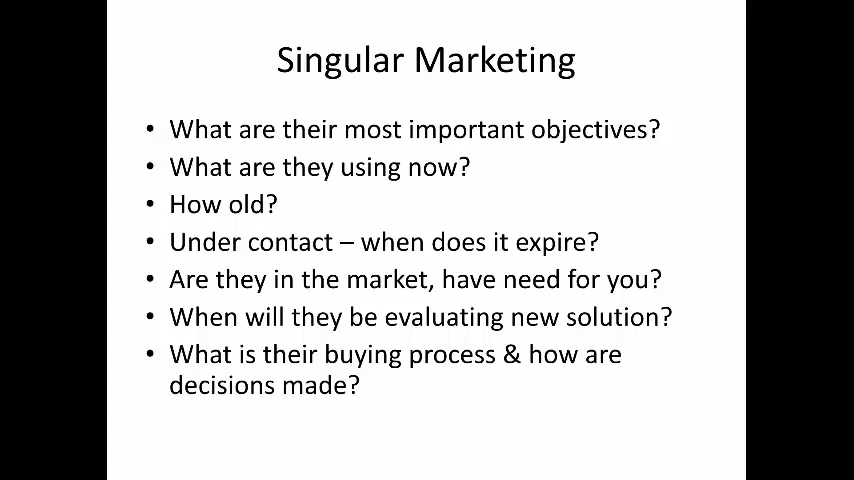 Singular Marketing
• What are their most important objectives?
• What are they using now?
• How old?
• Under contact – when does it expire?
• Are they in the market, have need for you?
• When will they be evaluating new solution?
• What is their buying process & how are
decisions made?